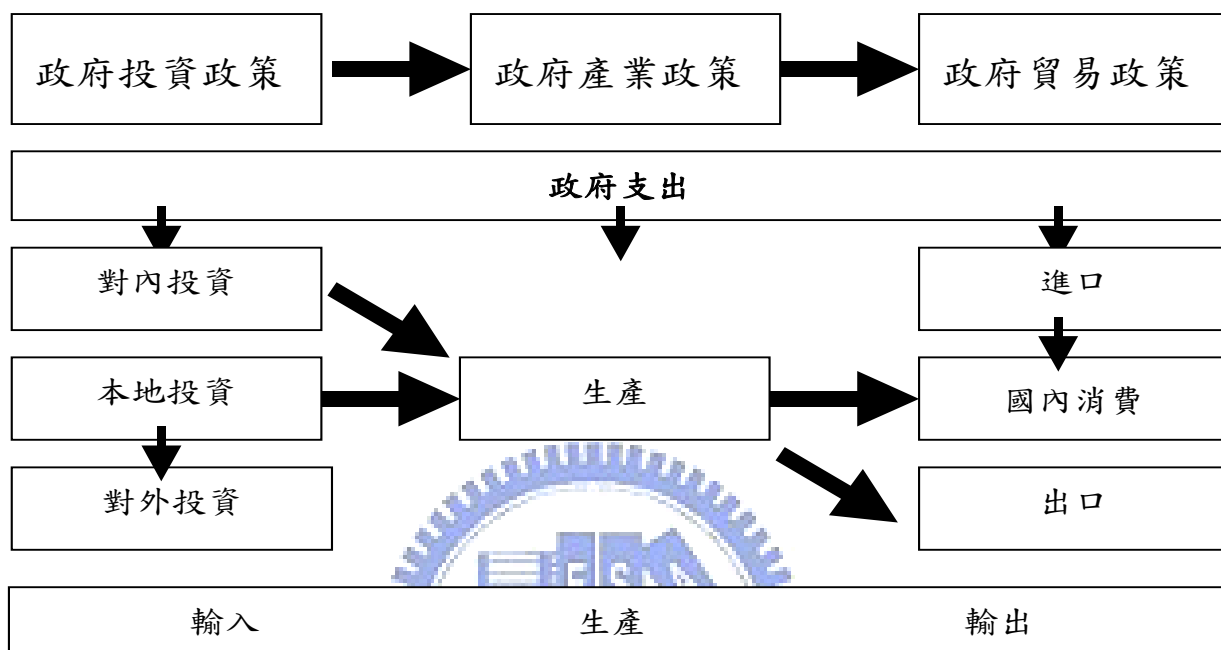 政府投資政策 政府產業政策 政府貿易政策
政府支出
對內投資 進口
本地投資 生產 國內消費
對外投資 出口
輸入 生產 輸出